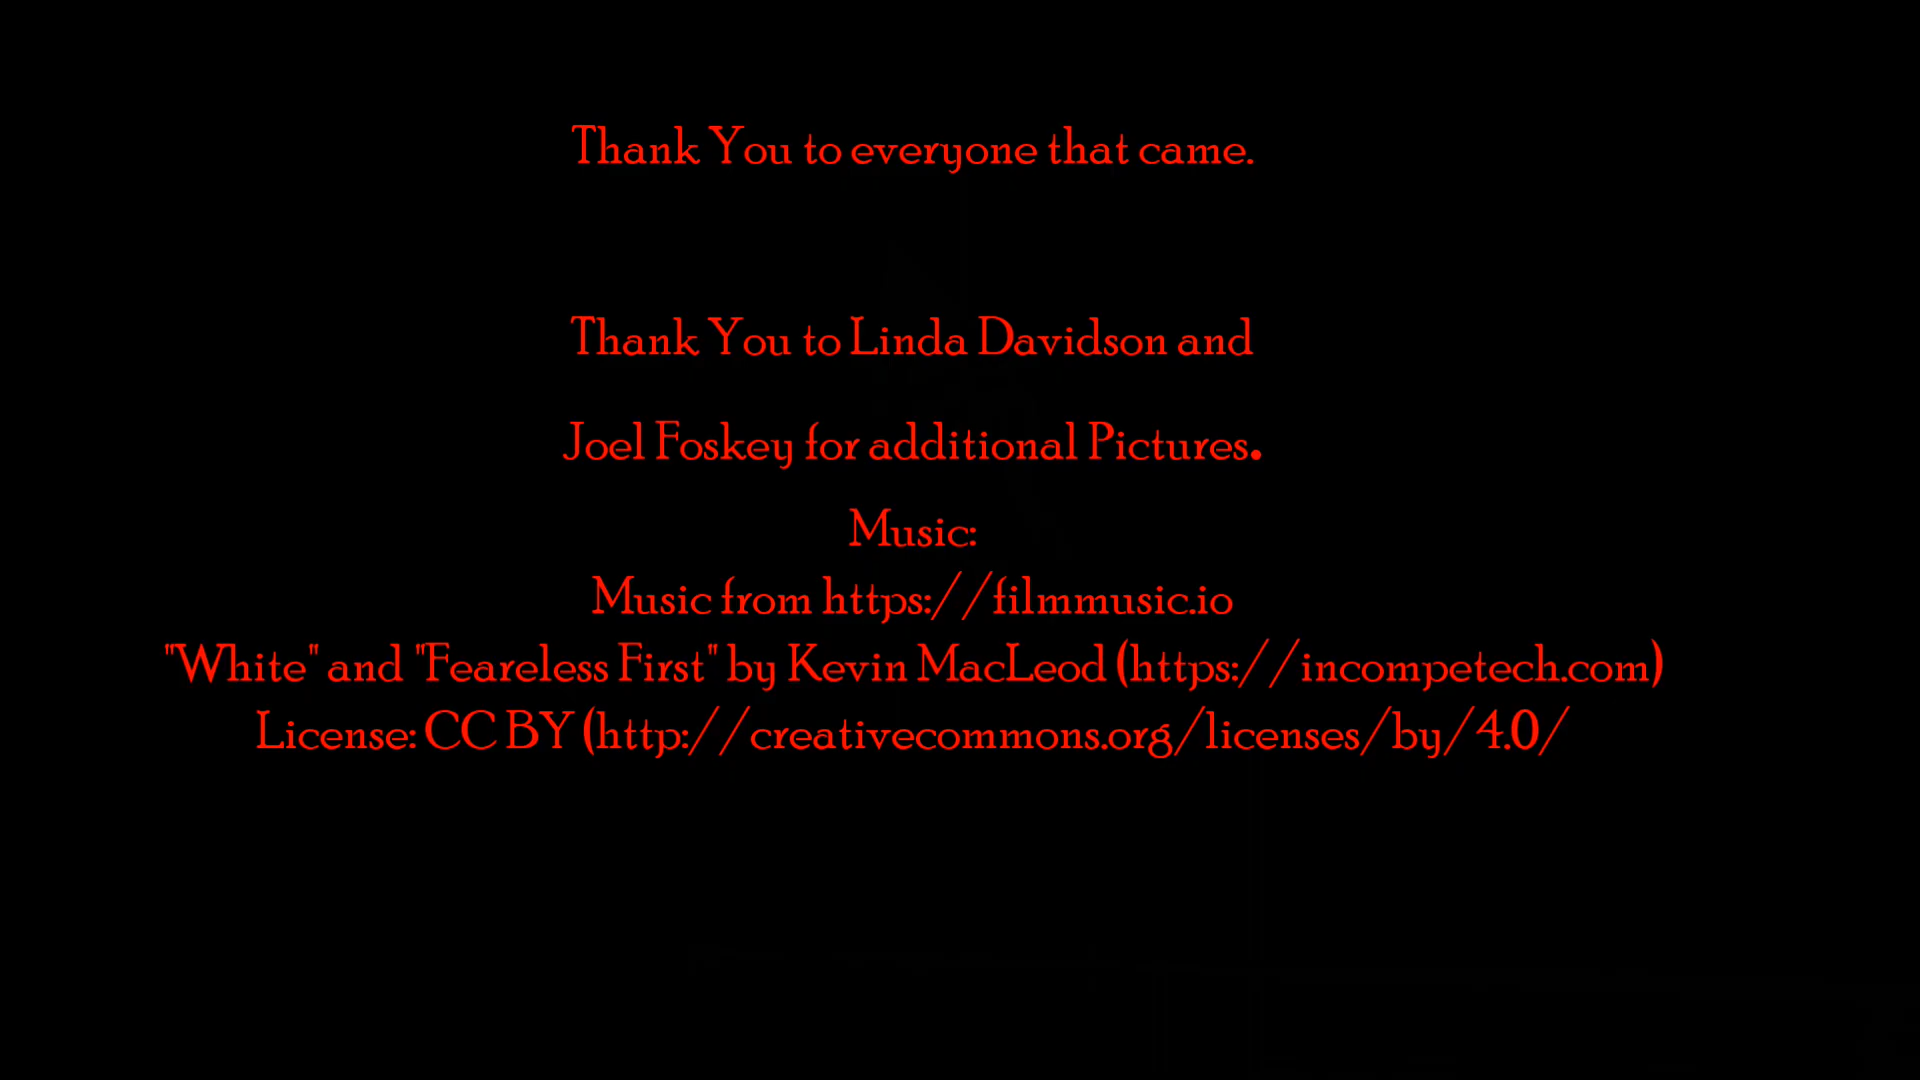 Thank You to everyone that came.
Thank You to Linda Davidson and
Joel Foskey for additional Pictures.
Music:
Music from https://filmmusic.io
"White" and "Feareless First" by Kevin MacLeod (https://incompetech.com)
License: CC BY (http://creativecommons.org/licenses/by/4.0/